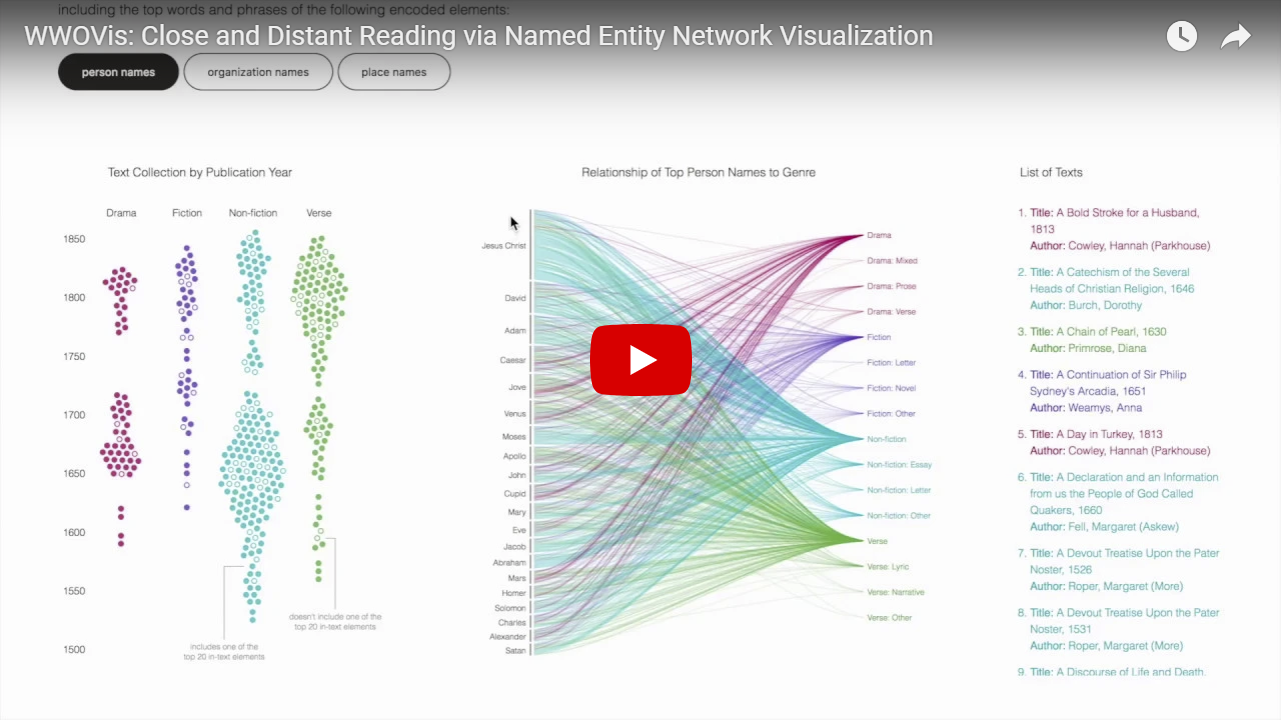 including the top words and phrases of the following encoded elements:
WWOVis: Close and Distant Reading via Named Entity Network Visualization
person names
organization names
place names
Text Collection by Publication Year
Drama
Fiction
Non-fiction
Verse
1850
1800
1750
1700
1650
1600
1550
1500
doesn't include one of the
top 20 in-text elements
includes one of the
top 20 in-text elements
Relationship of Top Person Names to Genre
Jesus Christ
David
Adam
Caesar
Jove
Venus
Moses
Apollo
John
Cupid
Mary
Eve
Jacob
Abraham
Mars
Homer
Solomon
Charles
Alexander
Satan
Drama
Drama: Mixed
Drama: Prose
Drama: Verse
Fiction
Fiction: Letter
Fiction: Novel
Fiction: Other
Non-fiction
Non-fiction: Essay
Non-fiction: Letter
Non-fiction: Other
Verse
Verse: Lyric
Verse: Narrative
Verse: Other
List of Texts
1. Title: A Bold Stroke for a Husband,
1813
Author: Cowley, Hannah (Parkhouse)
2. Title: A Catechism of the Several
Heads of Christian Religion, 1646
Author: Burch, Dorothy
3. Title: A Chain of Pearl, 1630
Author: Primrose, Diana
4. Title: A Continuation of Sir Philip
Sydney's Arcadia, 1651
Author: Weamys, Anna
5. Title: A Day in Turkey, 1813
Author: Cowley, Hannah (Parkhouse)
6. Title: A Declaration and an Information
from us the People of God Called
Quakers, 1660
Author: Fell, Margaret (Askew)
7. Title: A Devout Treatise Upon the Pater
Noster, 1526
Author: Roper, Margaret (More)
8. Title: A Devout Treatise Upon the Pater
Noster, 1531
Author: Roper, Margaret (More)
9. Title: A Discourse of Life and Death,